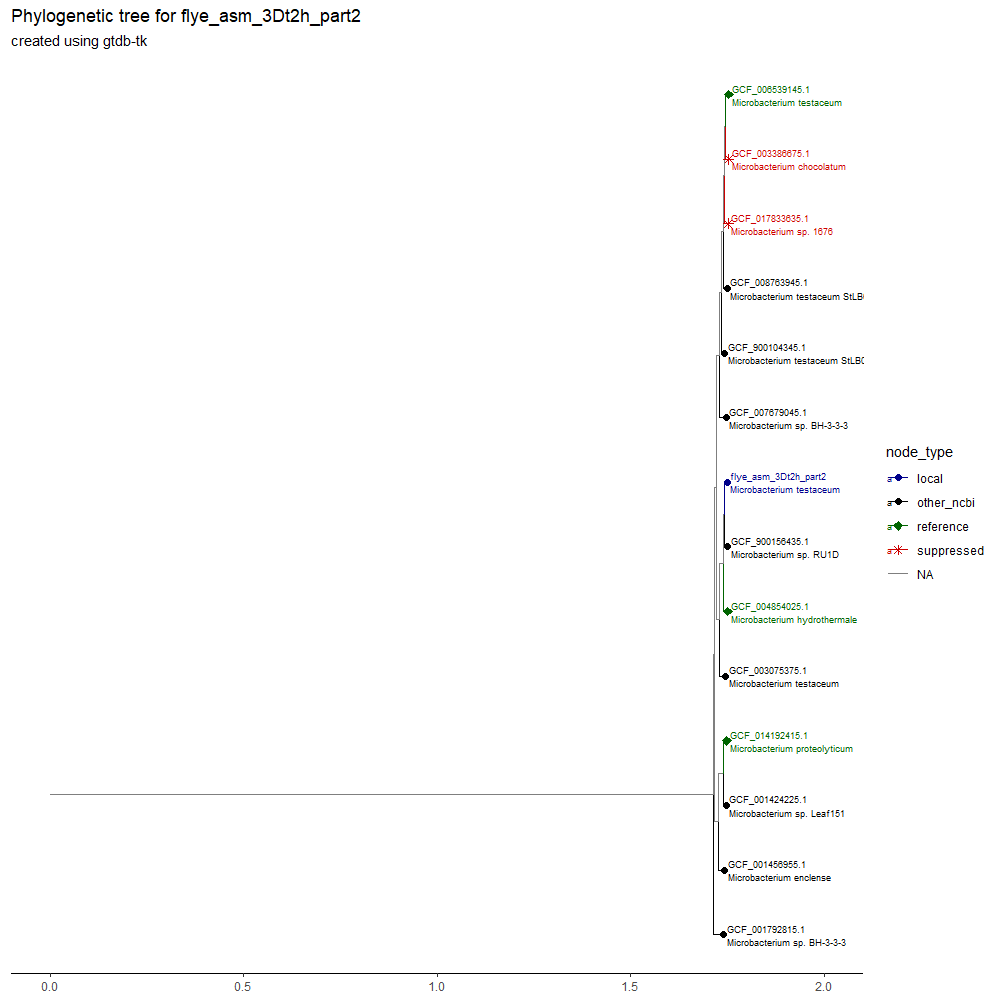 Phylogenetic tree for flye_asm_3Dt2h_part2
created using gtdb-tk
GCF_006539145.1
Microbacterium testaceum
GCF_003386675.1
Microbacterium chocolatum
GCF_017833635.1
Microbacterium sp. 1676
GCF_008763945.1
Microbacterium testaceum StLB
GCF_900104345.1
Microbacterium testaceum StLB0
GCF_007679045.1
Microbacterium sp. BH-3-3-3
flye_asm_3Dt2h_part2
Microbacterium testaceum
GCF_900156435.1
Microbacterium sp. RU1D
GCF_004854025.1
Microbacterium hydrothermale
GCF_003075375.1
Microbacterium testaceum
GCF_014192415.1
Microbacterium proteolyticum
GCF_001424225.1
Microbacterium sp. Leaf151
GCF_001456955.1
Microbacterium enclense
GCF_001792815.1
Microbacterium sp. BH-3-3-3
node_type
a local
a other_ncbi
a reference
a suppressed
NA
0.0 0.5 1.0 1.5 2.0